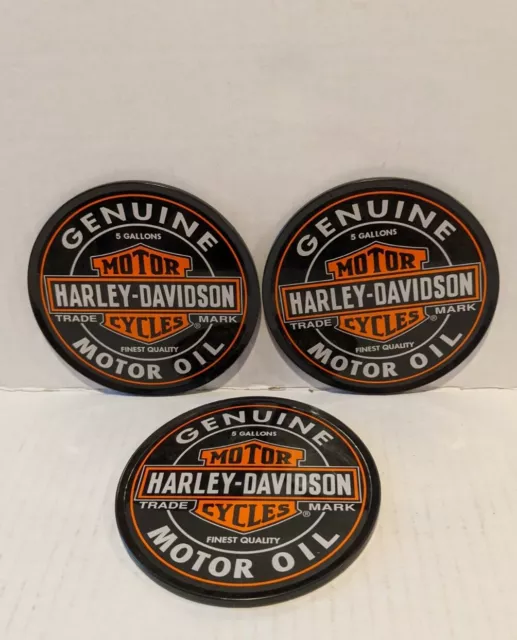 GENUINE
5 GALLONS
MOTOR
HARLEY-DAVIDSON
TRADE MARK
CYCLES®
FINEST QUALITY
MOTOR OIL
GENUINE
5 GALLONS
MOTOR
HARLEY-DAVIDSON
TRADE MARK
CYCLES
FINEST QUALITY
MOTOR OIL
GENUINE
5 GALLONS
MOTOR
HARLEY-DAVIDSON
TRADE MARK
CYCLES®
FINEST QUALITY
MOTOR OIL